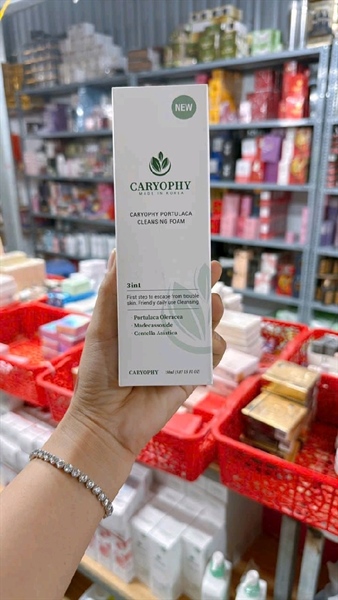 NEW
CARYOPHY
MADE IN KOREA
CARYOPHY PORTULACA
CLEANSING FOAM
3in1
First step to escape from trouble
skin, Friendly daily use Cleansing
Portulaca Oleracea
Madecassoside
Centella Asiatica
CARYOPHY